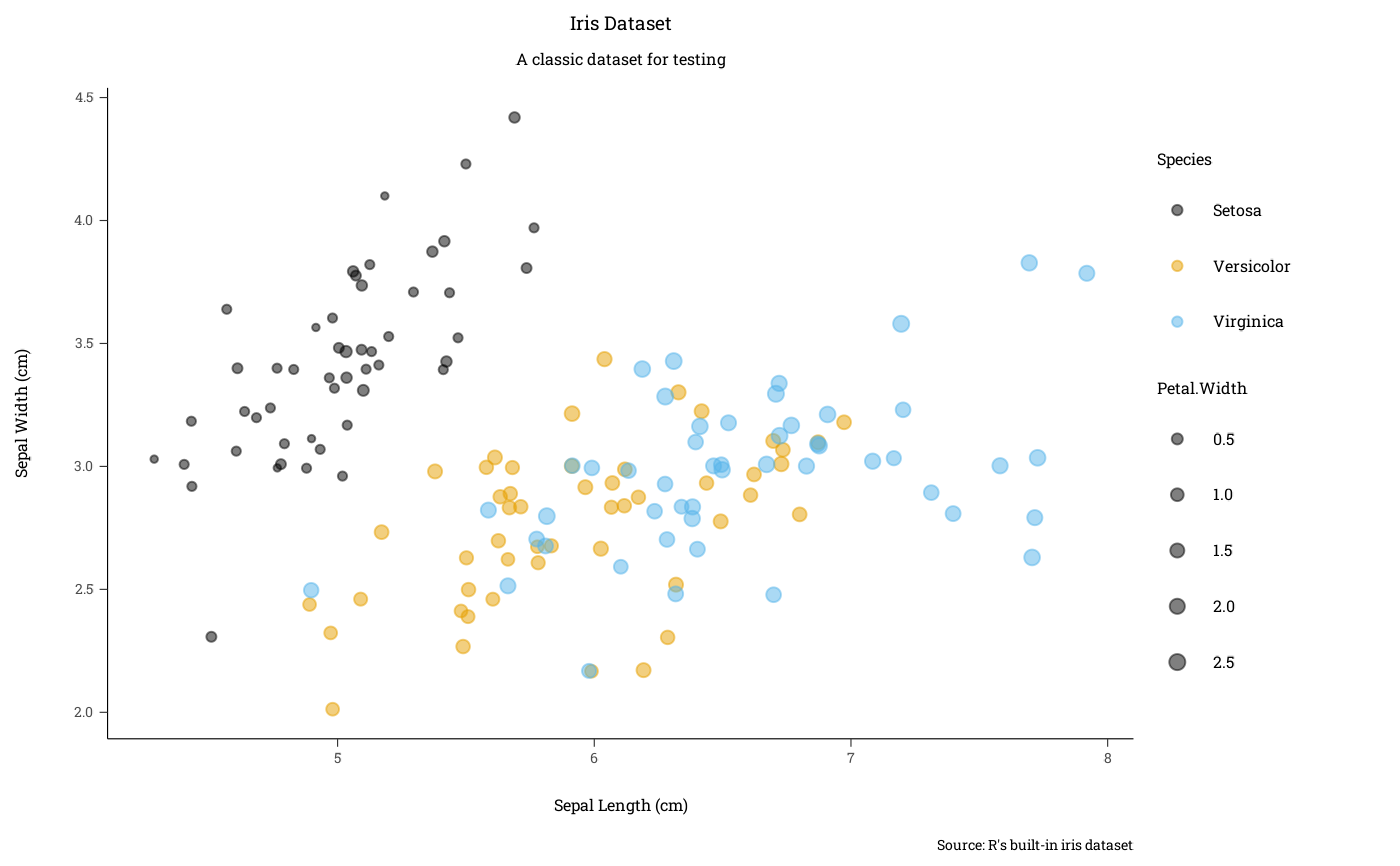 Iris Dataset
A classic dataset for testing
Sepal Width (cm)
4.5
4.0
3.5
3.0
2.5
2.0
5
6
7
8
Sepal Length (cm)
Species
Setosa
Versicolor
Virginica
Petal.Width
0.5
1.0
1.5
2.0
2.5
Source: R's built-in iris dataset